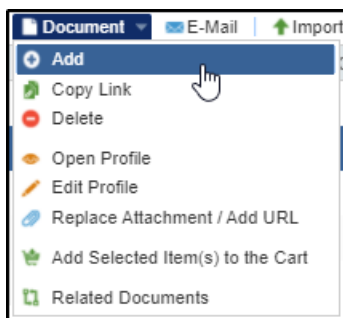 Document E-Mail Import
Add
Copy Link
Delete
Open Profile
Edit Profile
Replace Attachment / Add URL
Add Selected Item(s) to the Cart
Related Documents